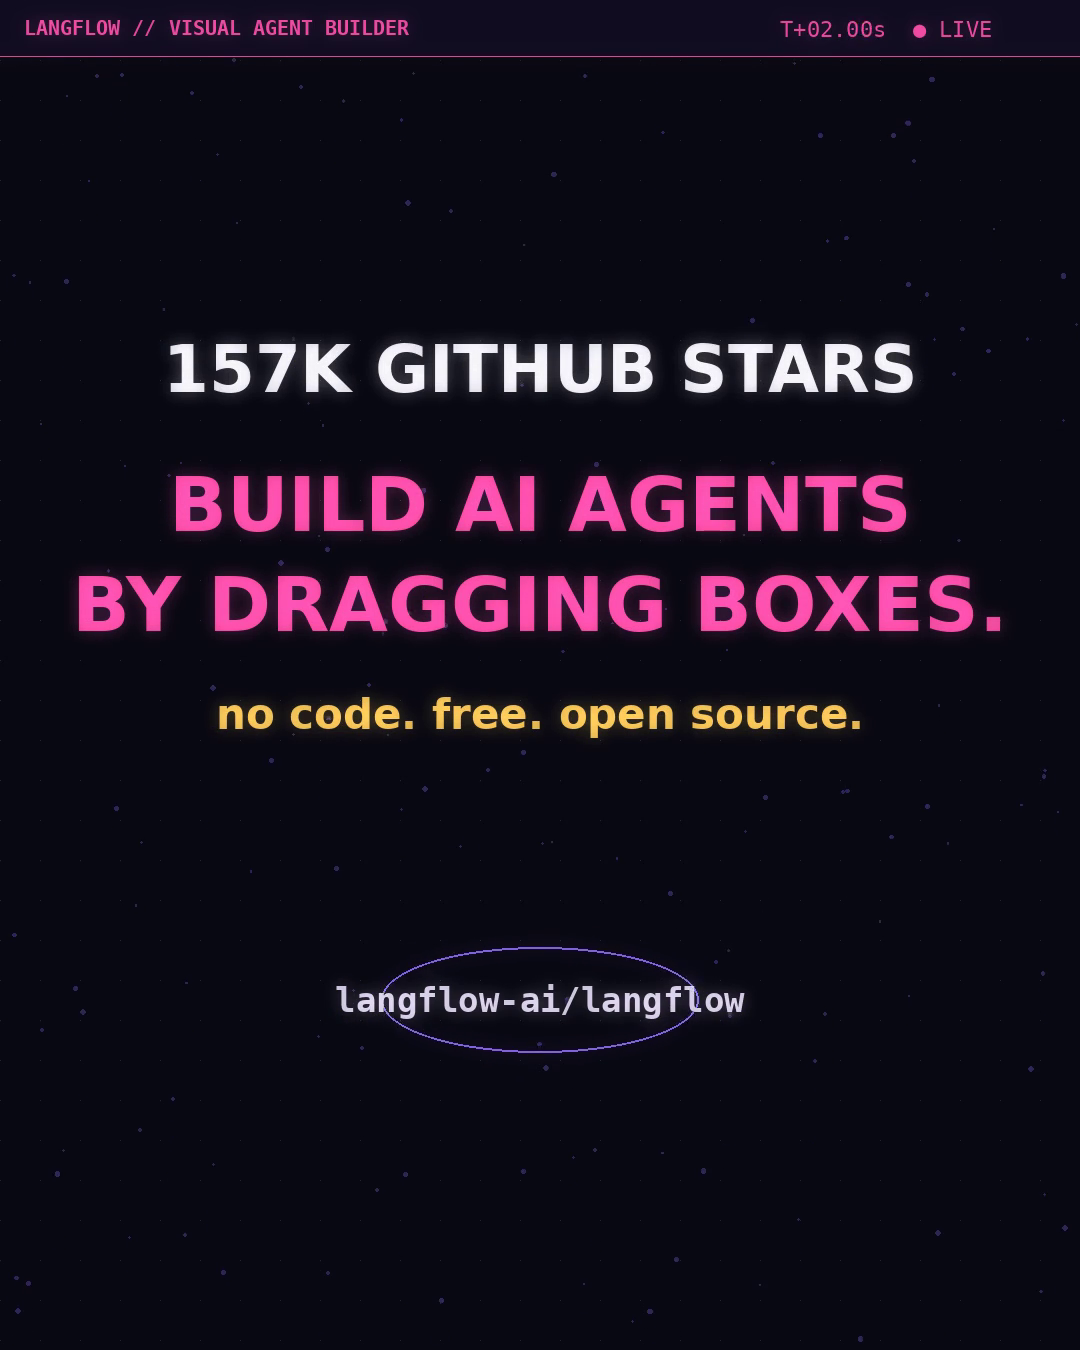 LANGFLOW // VISUAL AGENT BUILDER
T+02.00s ● LIVE
157K GITHUB STARS
BUILD AI AGENTS
BY DRAGGING BOXES.
no code. free. open source.
langflow-ai/langflow